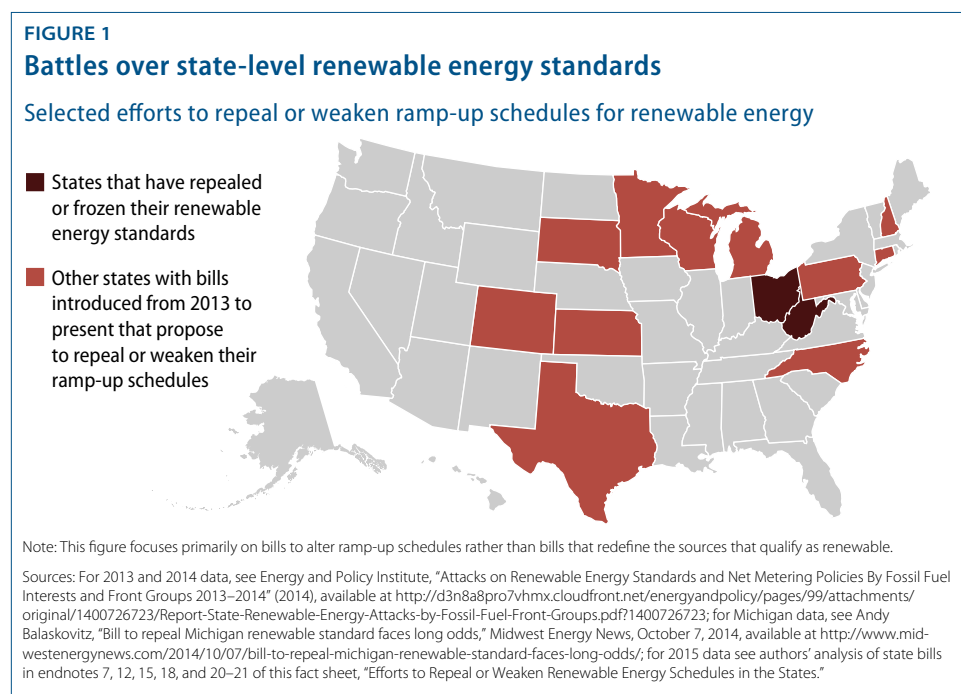 FIGURE 1
Battles over state-level renewable energy standards
Selected efforts to repeal or weaken ramp-up schedules for renewable energy
States that have repealed
or frozen their renewable
energy standards
Other states with bills
introduced from 2013 to
present that propose
to repeal or weaken their
ramp-up schedules
Note: This figure focuses primarily on bills to alter ramp-up schedules rather than bills that redefine the sources that qualify as renewable.
Sources: For 2013 and 2014 data, see Energy and Policy Institute, “Attacks on Renewable Energy Standards and Net Metering Policies By Fossil Fuel
Interests and Front Groups 2013–2014” (2014), available at http://d3n8a8pro7vhmx.cloudfront.net/energyandpolicy/pages/99/attachments/
original/1400726723/Report-State-Renewable-Energy-Attacks-by-Fossil-Fuel-Front-Groups.pdf?1400726723; for Michigan data, see Andy
Balaskovitz, “Bill to repeal Michigan renewable standard faces long odds,” Midwest Energy News, October 7, 2014, available at http://www.mid-
westenergynews.com/2014/10/07/bill-to-repeal-michigan-renewable-standard-faces-long-odds/; for 2015 data see authors’ analysis of state bills
in endnotes 7, 12, 15, 18, and 20–21 of this fact sheet, “Efforts to Repeal or Weaken Renewable Energy Schedules in the States.”